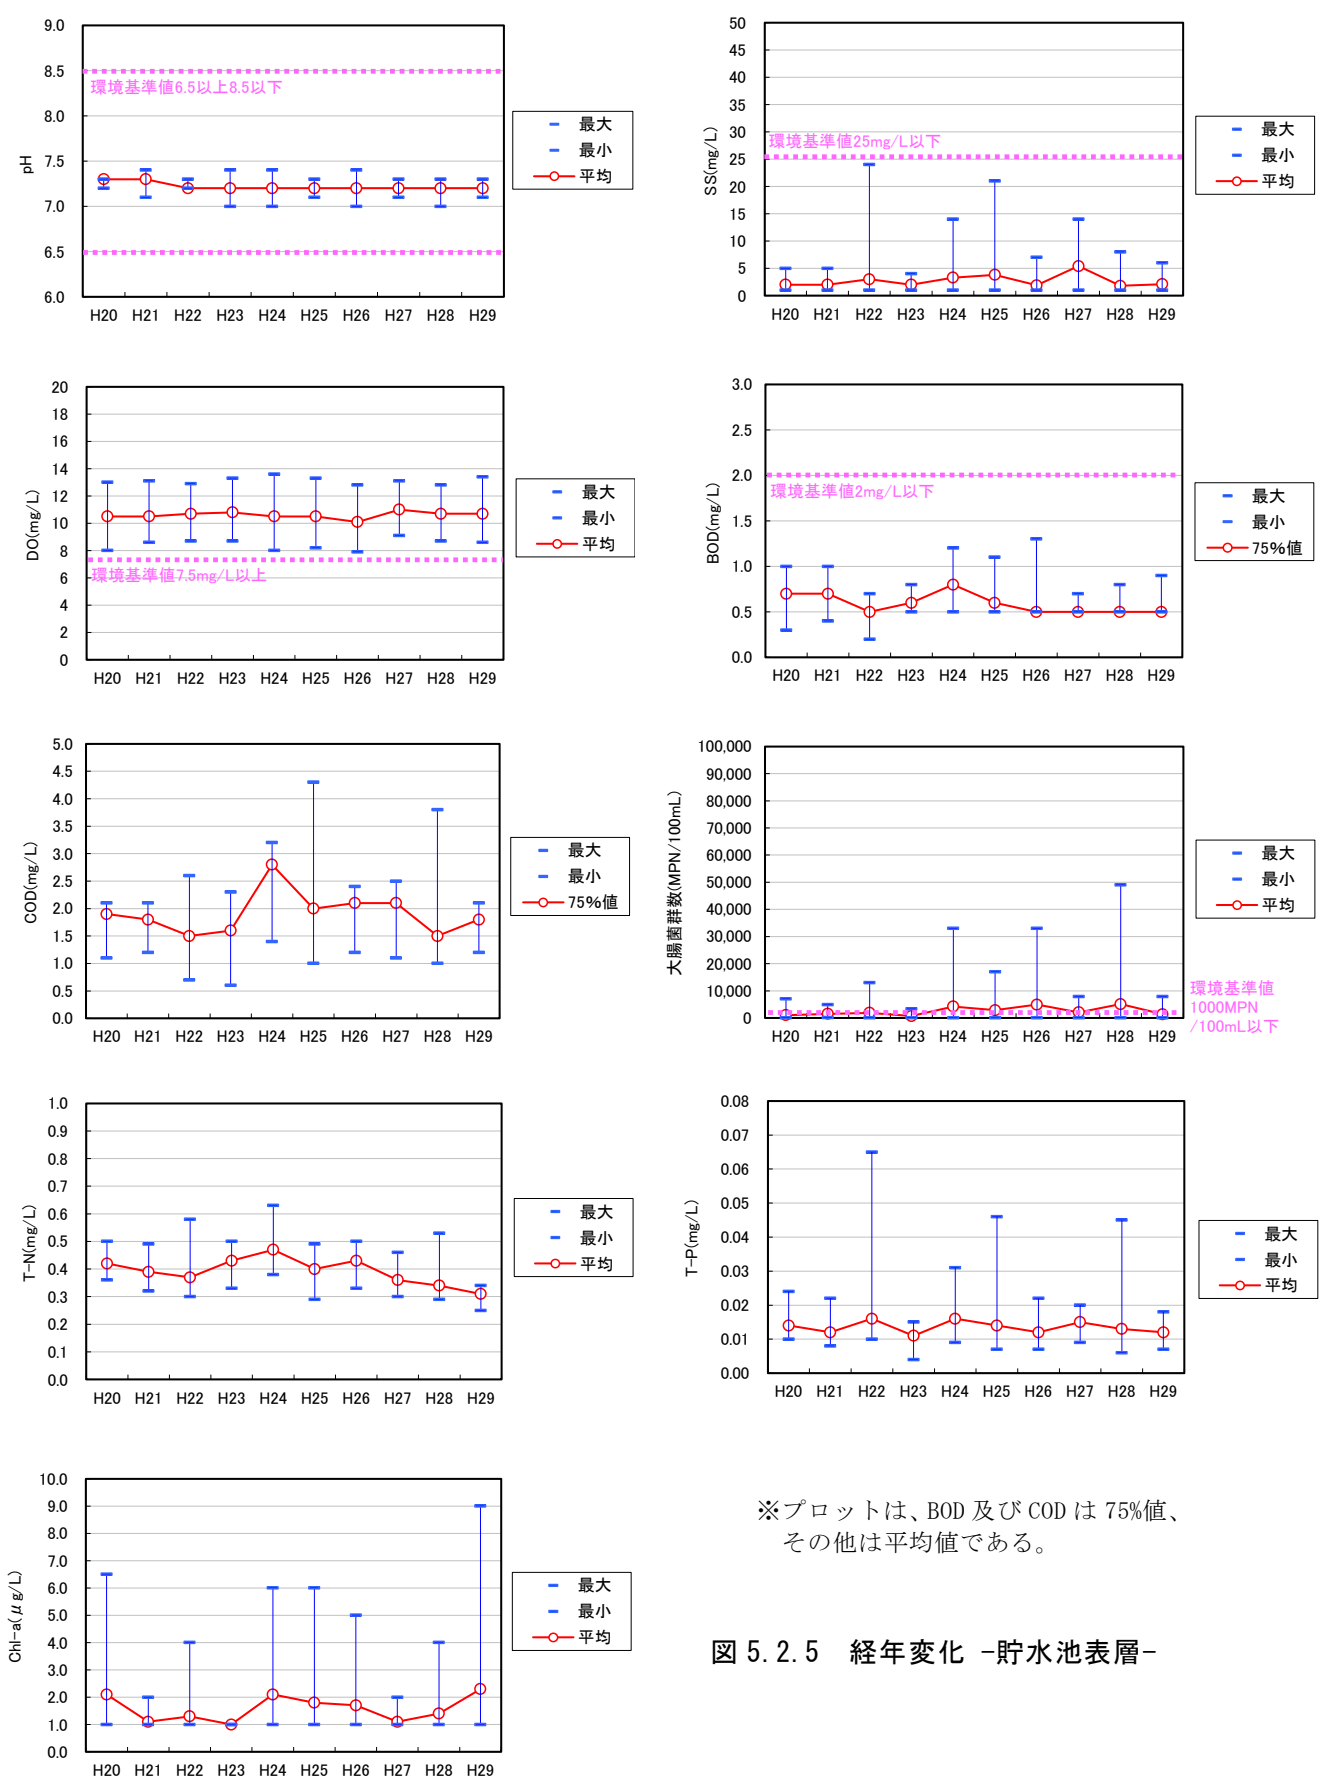 9.0
8.5
8.0
7.5
7.0
6.5
6.0
pH
環境基準値6.5以上8.5以下
H20 H21 H22 H23 H24 H25 H26 H27 H28 H29
最大
最小
平均
50
45
40
35
30
25
20
15
10
5
0
SS(mg/L)
環境基準値25mg/L以下
H20 H21 H22 H23 H24 H25 H26 H27 H28 H29
最大
最小
平均
20
18
16
14
12
10
8
6
4
2
0
DO(mg/L)
環境基準値7.5mg/L以上
H20 H21 H22 H23 H24 H25 H26 H27 H28 H29
最大
最小
平均
3.0
2.5
2.0
1.5
1.0
0.5
0.0
BOD(mg/L)
環境基準値2mg/L以下
H20 H21 H22 H23 H24 H25 H26 H27 H28 H29
最大
最小
75%値
5.0
4.5
4.0
3.5
3.0
2.5
2.0
1.5
1.0
0.5
0.0
COD(mg/L)
H20 H21 H22 H23 H24 H25 H26 H27 H28 H29
最大
最小
75%値
100,000
90,000
80,000
70,000
60,000
50,000
40,000
30,000
20,000
10,000
0
大腸菌群数(MPN/100mL)
H20 H21 H22 H23 H24 H25 H26 H27 H28 H29
最大
最小
平均
環境基準値
1000MPN
/100mL以下
1.0
0.9
0.8
0.7
0.6
0.5
0.4
0.3
0.2
0.1
0.0
T-N(mg/L)
H20 H21 H22 H23 H24 H25 H26 H27 H28 H29
最大
最小
平均
0.08
0.07
0.06
0.05
0.04
0.03
0.02
0.01
0.00
T-P(mg/L)
H20 H21 H22 H23 H24 H25 H26 H27 H28 H29
最大
最小
平均
10.0
9.0
8.0
7.0
6.0
5.0
4.0
3.0
2.0
1.0
0.0
Chl-a(μg/L)
H20 H21 H22 H23 H24 H25 H26 H27 H28 H29
最大
最小
平均
※プロットは、BOD 及び COD は 75%値、
その他は平均値である。
図 5.2.5 経年変化 -貯水池表層-